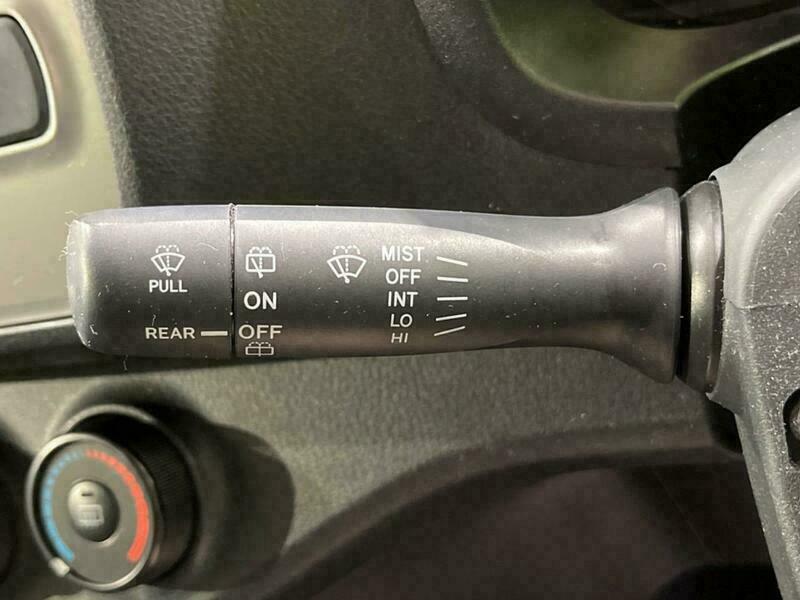 PULL
REAR
ON
OFF
MIST
OFF
INT
LO
HI